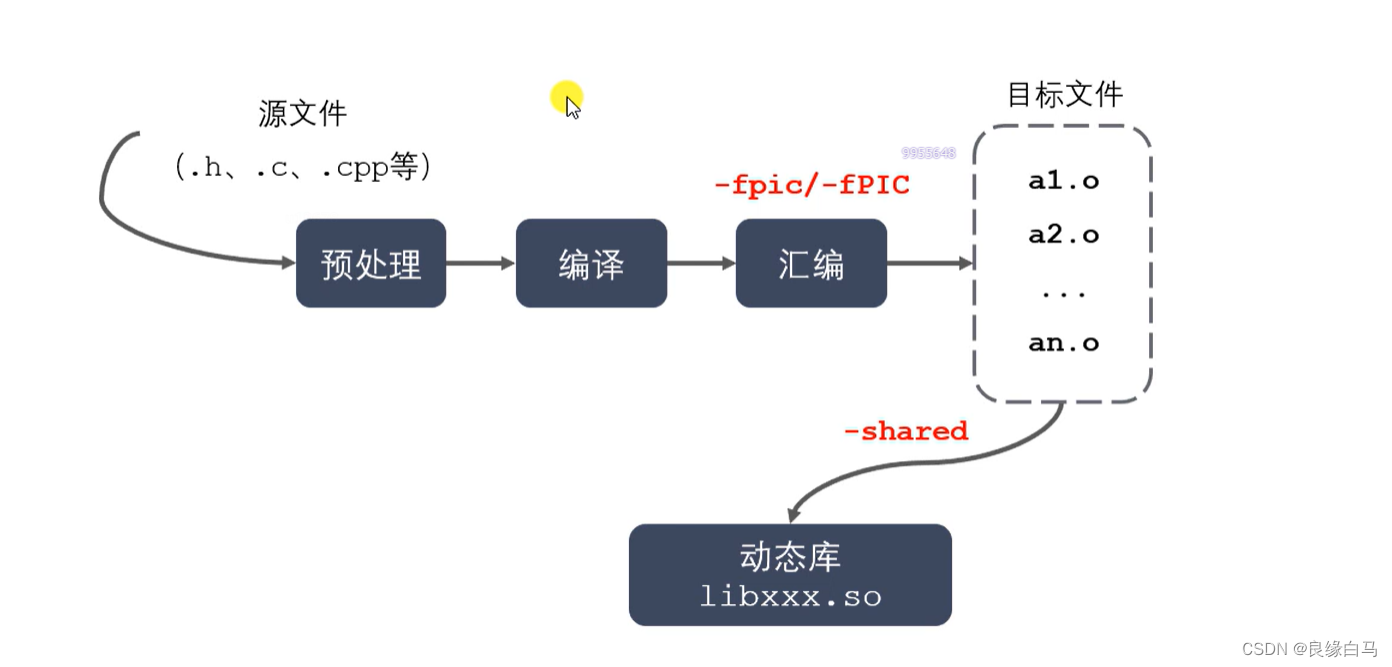 源文件
(.h、.c、.cpp等)
目标文件
9955648
-fpic/-fPIC
预处理
编译
汇编
a1.o
a2.o
...
an.o
-shared
动态库
libxxx.so
CSDN @良缘白马